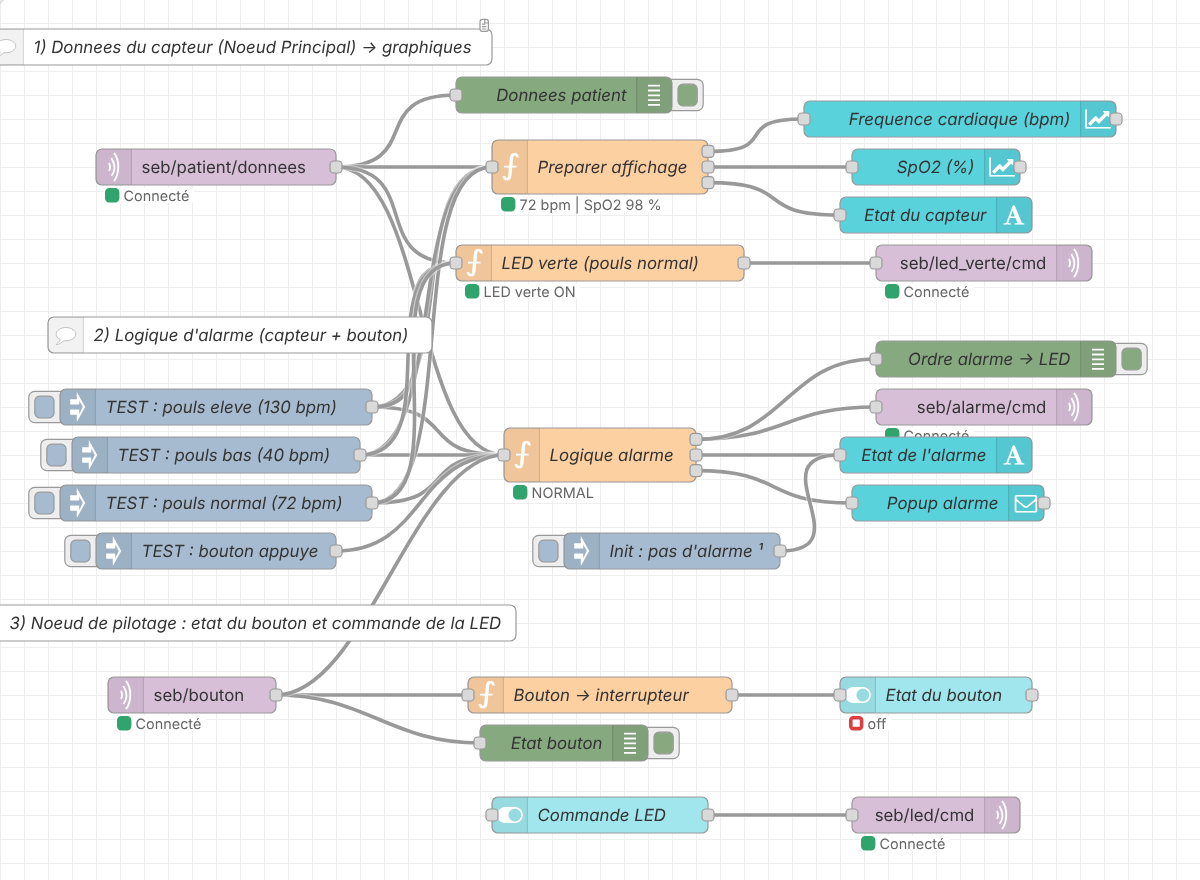 1) Donnees du capteur (Noeud Principal) → graphiques
Donnees patient
Frequence cardiaque (bpm)
seb/patient/donnees
Connecté
Preparer affichage
72 bpm | SpO2 98 %
SpO2 (%)
Etat du capteur
LED verte (pouls normal)
LED verte ON
seb/led_verte/cmd
Connecté
2) Logique d'alarme (capteur + bouton)
Ordre alarme → LED
TEST : pouls eleve (130 bpm)
seb/alarme/cmd
Connecté
TEST : pouls bas (40 bpm)
Logique alarme
NORMAL
Etat de l'alarme
TEST : pouls normal (72 bpm)
Popup alarme
TEST : bouton appuye
Init : pas d'alarme ¹
3) Noeud de pilotage : etat du bouton et commande de la LED
seb/bouton
Connecté
Bouton → interrupteur
Etat du bouton
off
Etat bouton
Commande LED
seb/led/cmd
Connecté